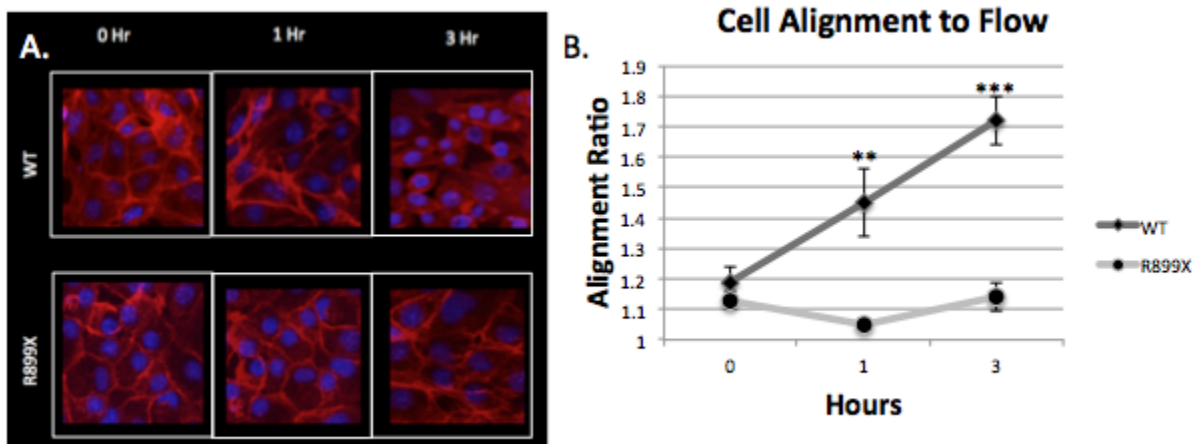 A.
0 Hr 1 Hr 3 Hr
WT
R899X
B.
Cell Alignment to Flow
Alignment Ratio
1.9
1.8
1.7
1.6
1.5
1.4
1.3
1.2
1.1
1
**
***
0 1 3
Hours
WT
R899X